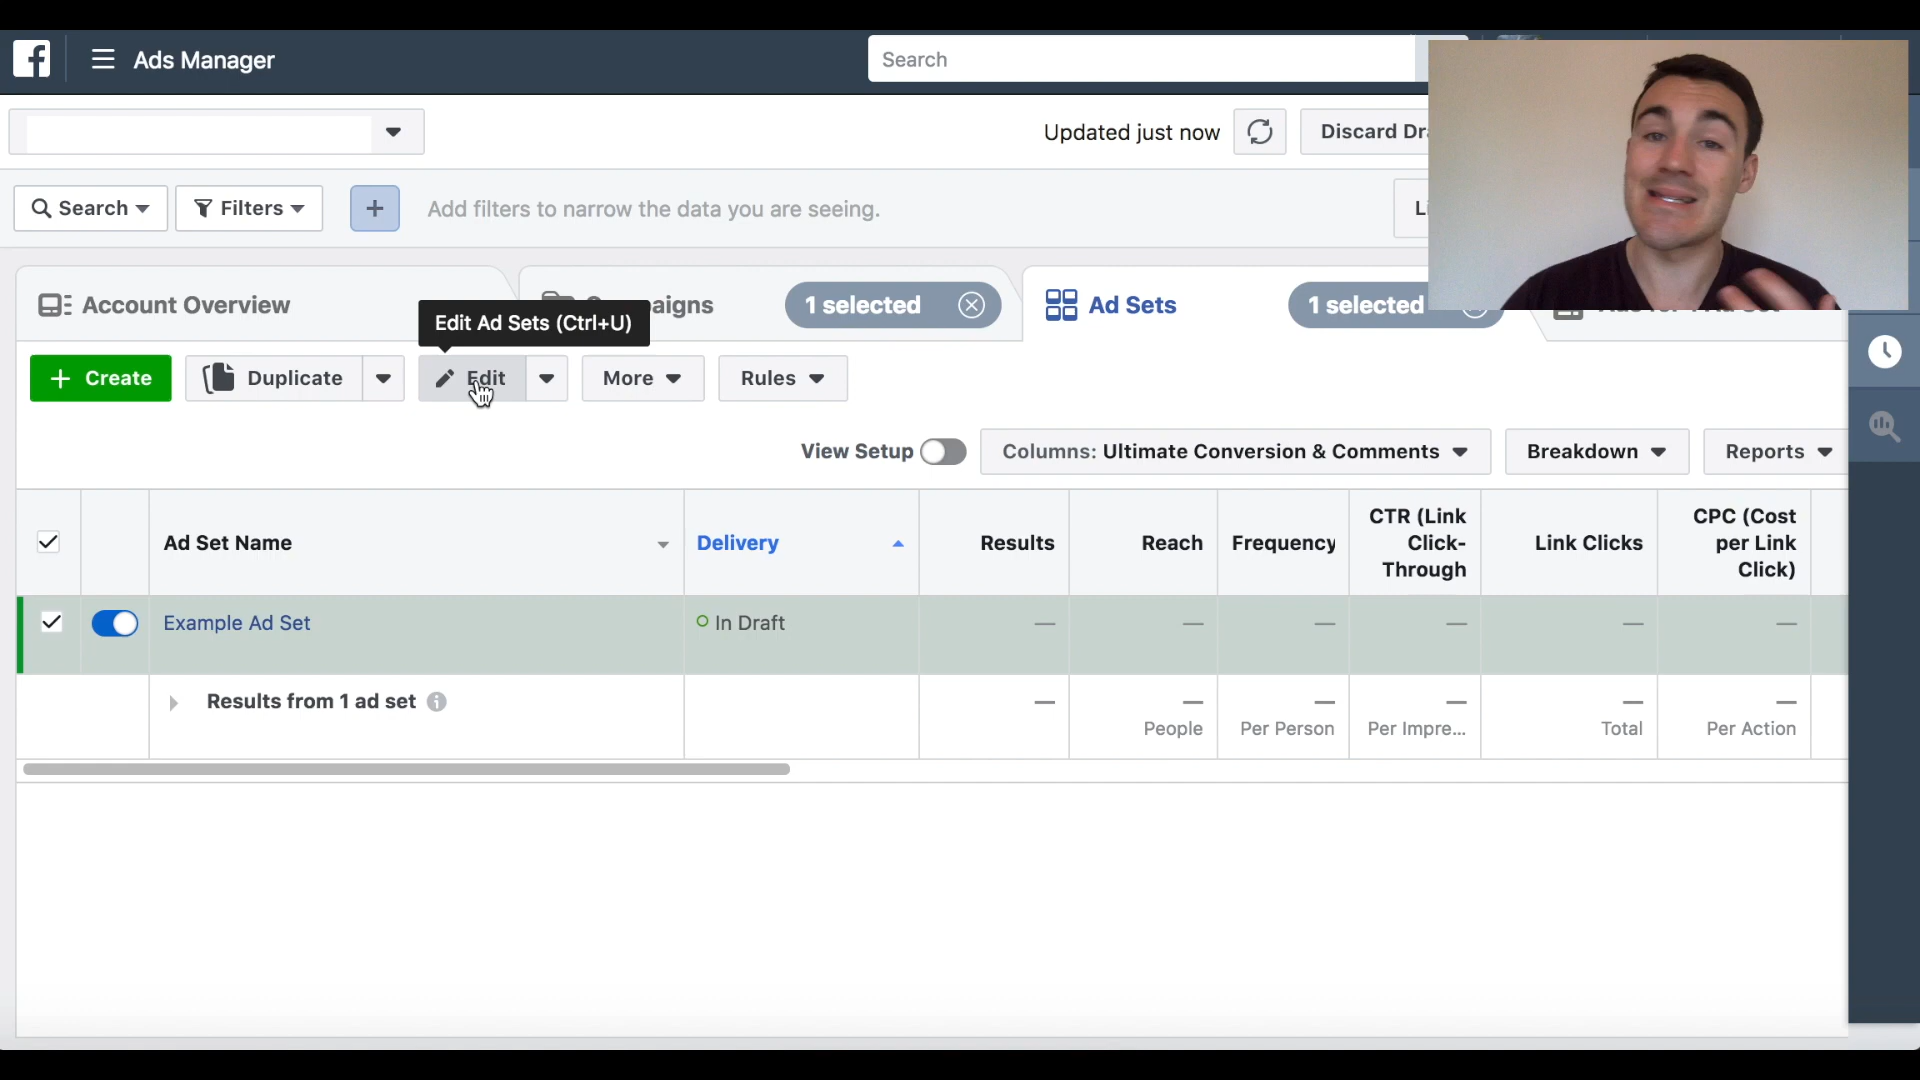 Ads Manager
Search
Updated just now
Discard Dr
Search
Filters
+
Add filters to narrow the data you are seeing.
Account Overview
aigns
1 selected
Ad Sets
1 selected
Edit Ad Sets (Ctrl+U)
+ Create
Duplicate
Edit
More
Rules
View Setup
Columns: Ultimate Conversion & Comments
Breakdown
Reports
Ad Set Name
Delivery
Results
Reach
Frequency
CTR (Link
Click-
Through
Link Clicks
CPC (Cost
per Link
Click)
Example Ad Set
In Draft
—
—
—
—
—
—
Results from 1 ad set
—
—
—
—
—
—
People
Per Person
Per Impre...
Total
Per Action